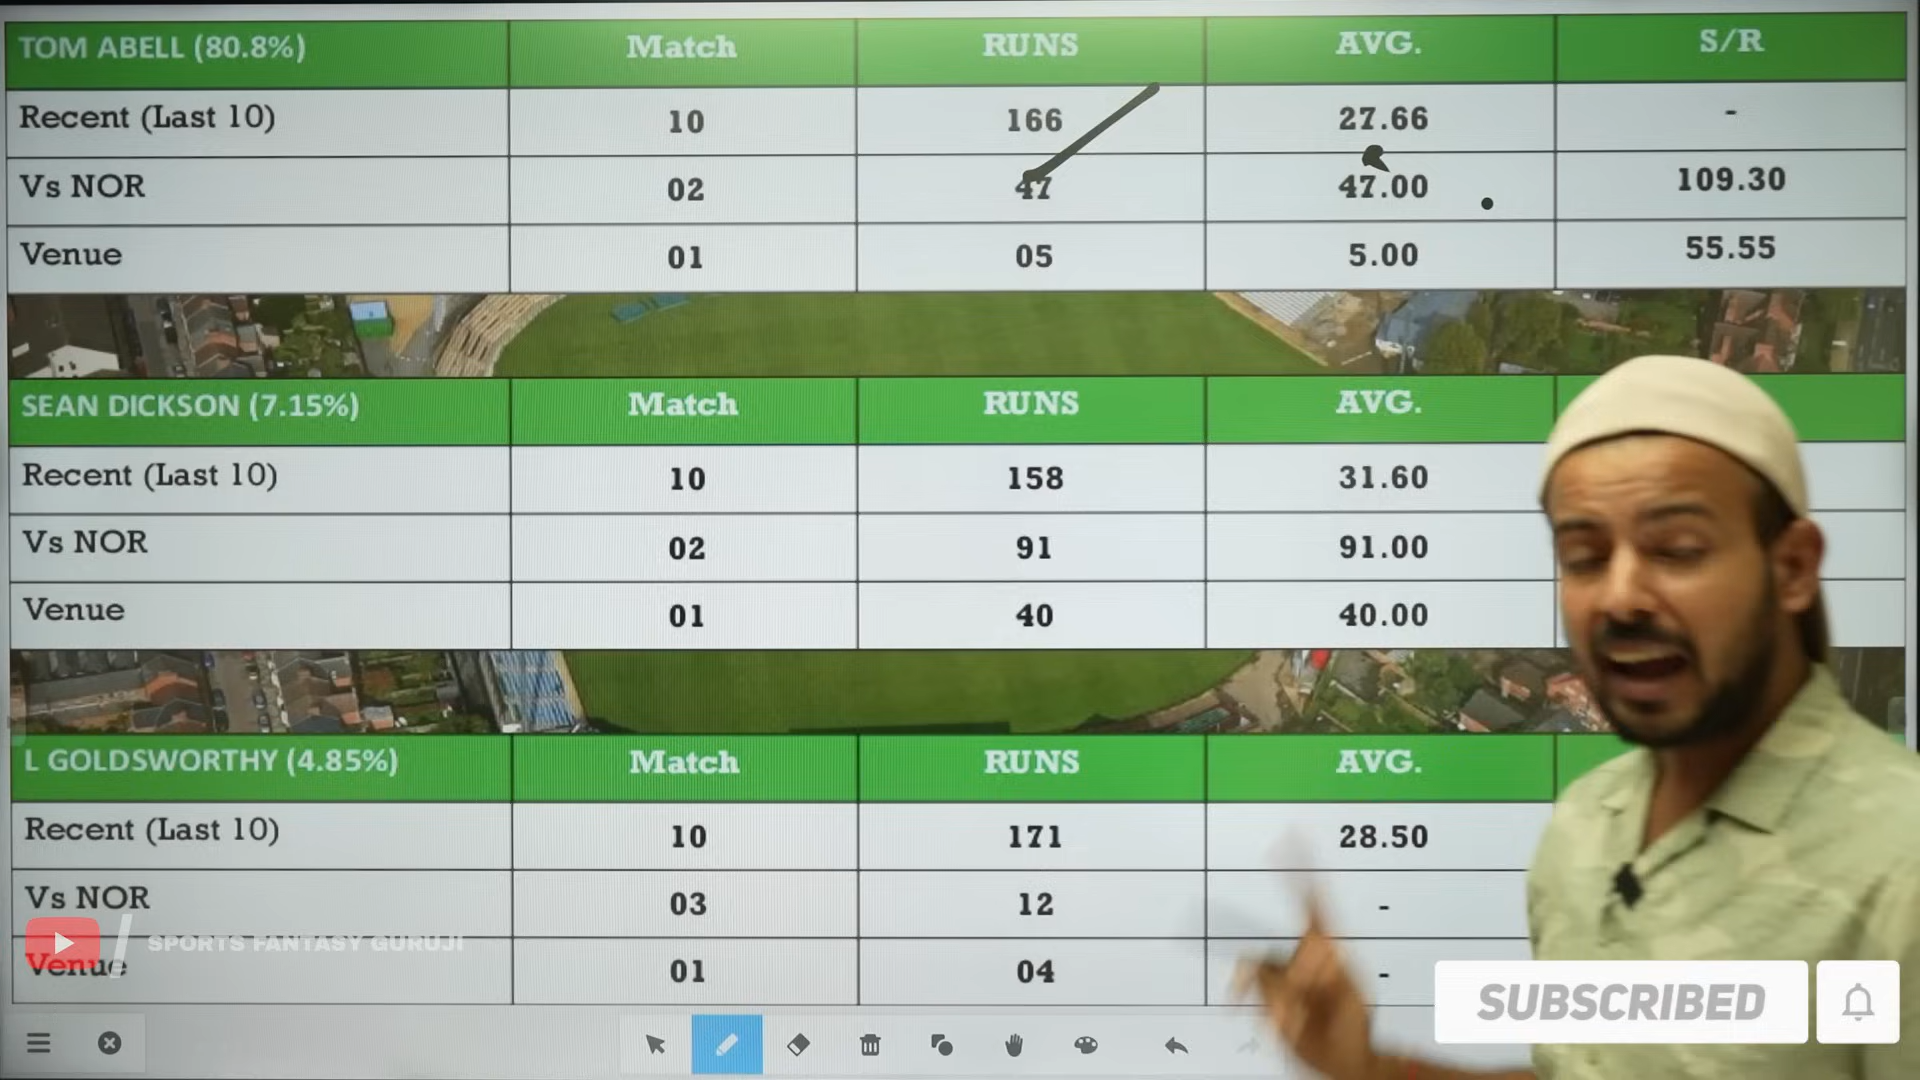 TOM ABELL (80.8%) Match RUNS AVG. S/R
Recent (Last 10) 10 166 27.66 -
Vs NOR 02 47 47.00 109.30
Venue 01 05 5.00 55.55
SEAN DICKSON (7.15%) Match RUNS AVG.
Recent (Last 10) 10 158 31.60
Vs NOR 02 91 91.00
Venue 01 40 40.00
L GOLDSWORTHY (4.85%) Match RUNS AVG.
Recent (Last 10) 10 171 28.50
Vs NOR 03 12 -
SPORTS FANTASY GURUJI
Venue 01 04 -
SUBSCRIBED